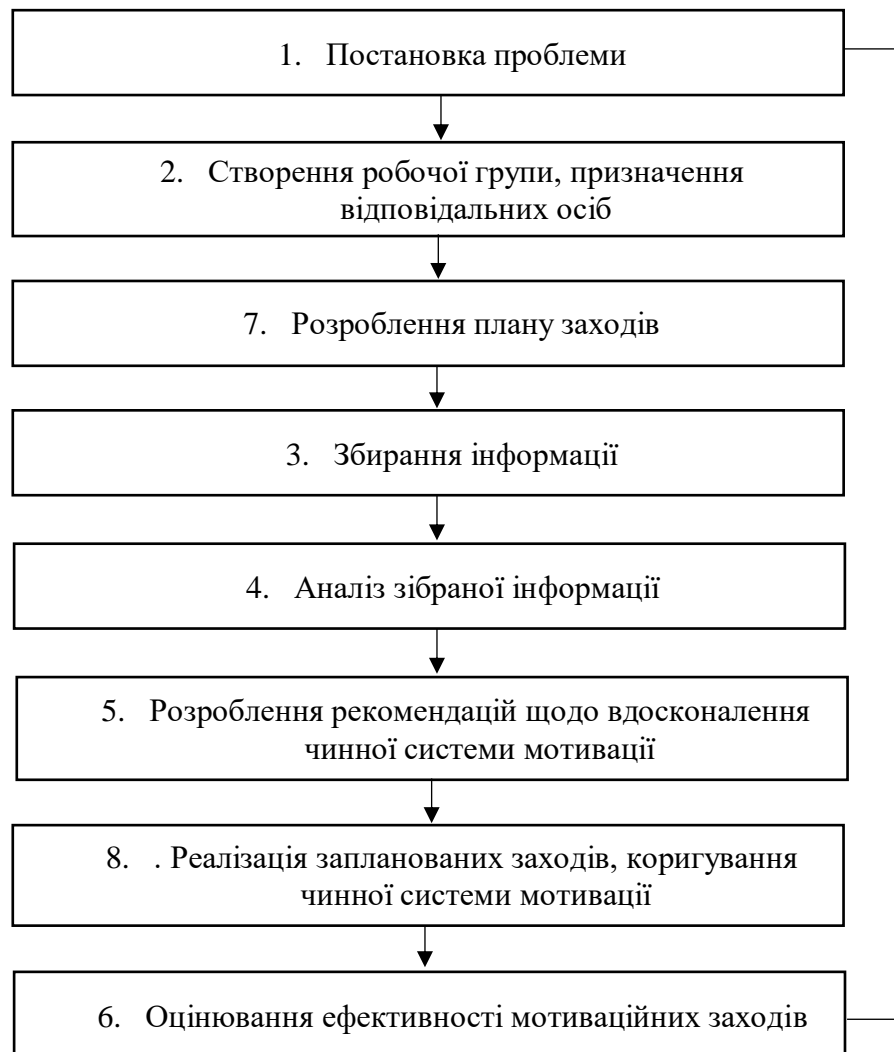 1. Постановка проблеми
2. Створення робочої групи, призначення
відповідальних осіб
7. Розроблення плану заходів
3. Збирання інформації
4. Аналіз зібраної інформації
5. Розроблення рекомендацій щодо вдосконалення
чинної системи мотивації
8. . Реалізація запланованих заходів, коригування
чинної системи мотивації
6. Оцінювання ефективності мотиваційних заходів